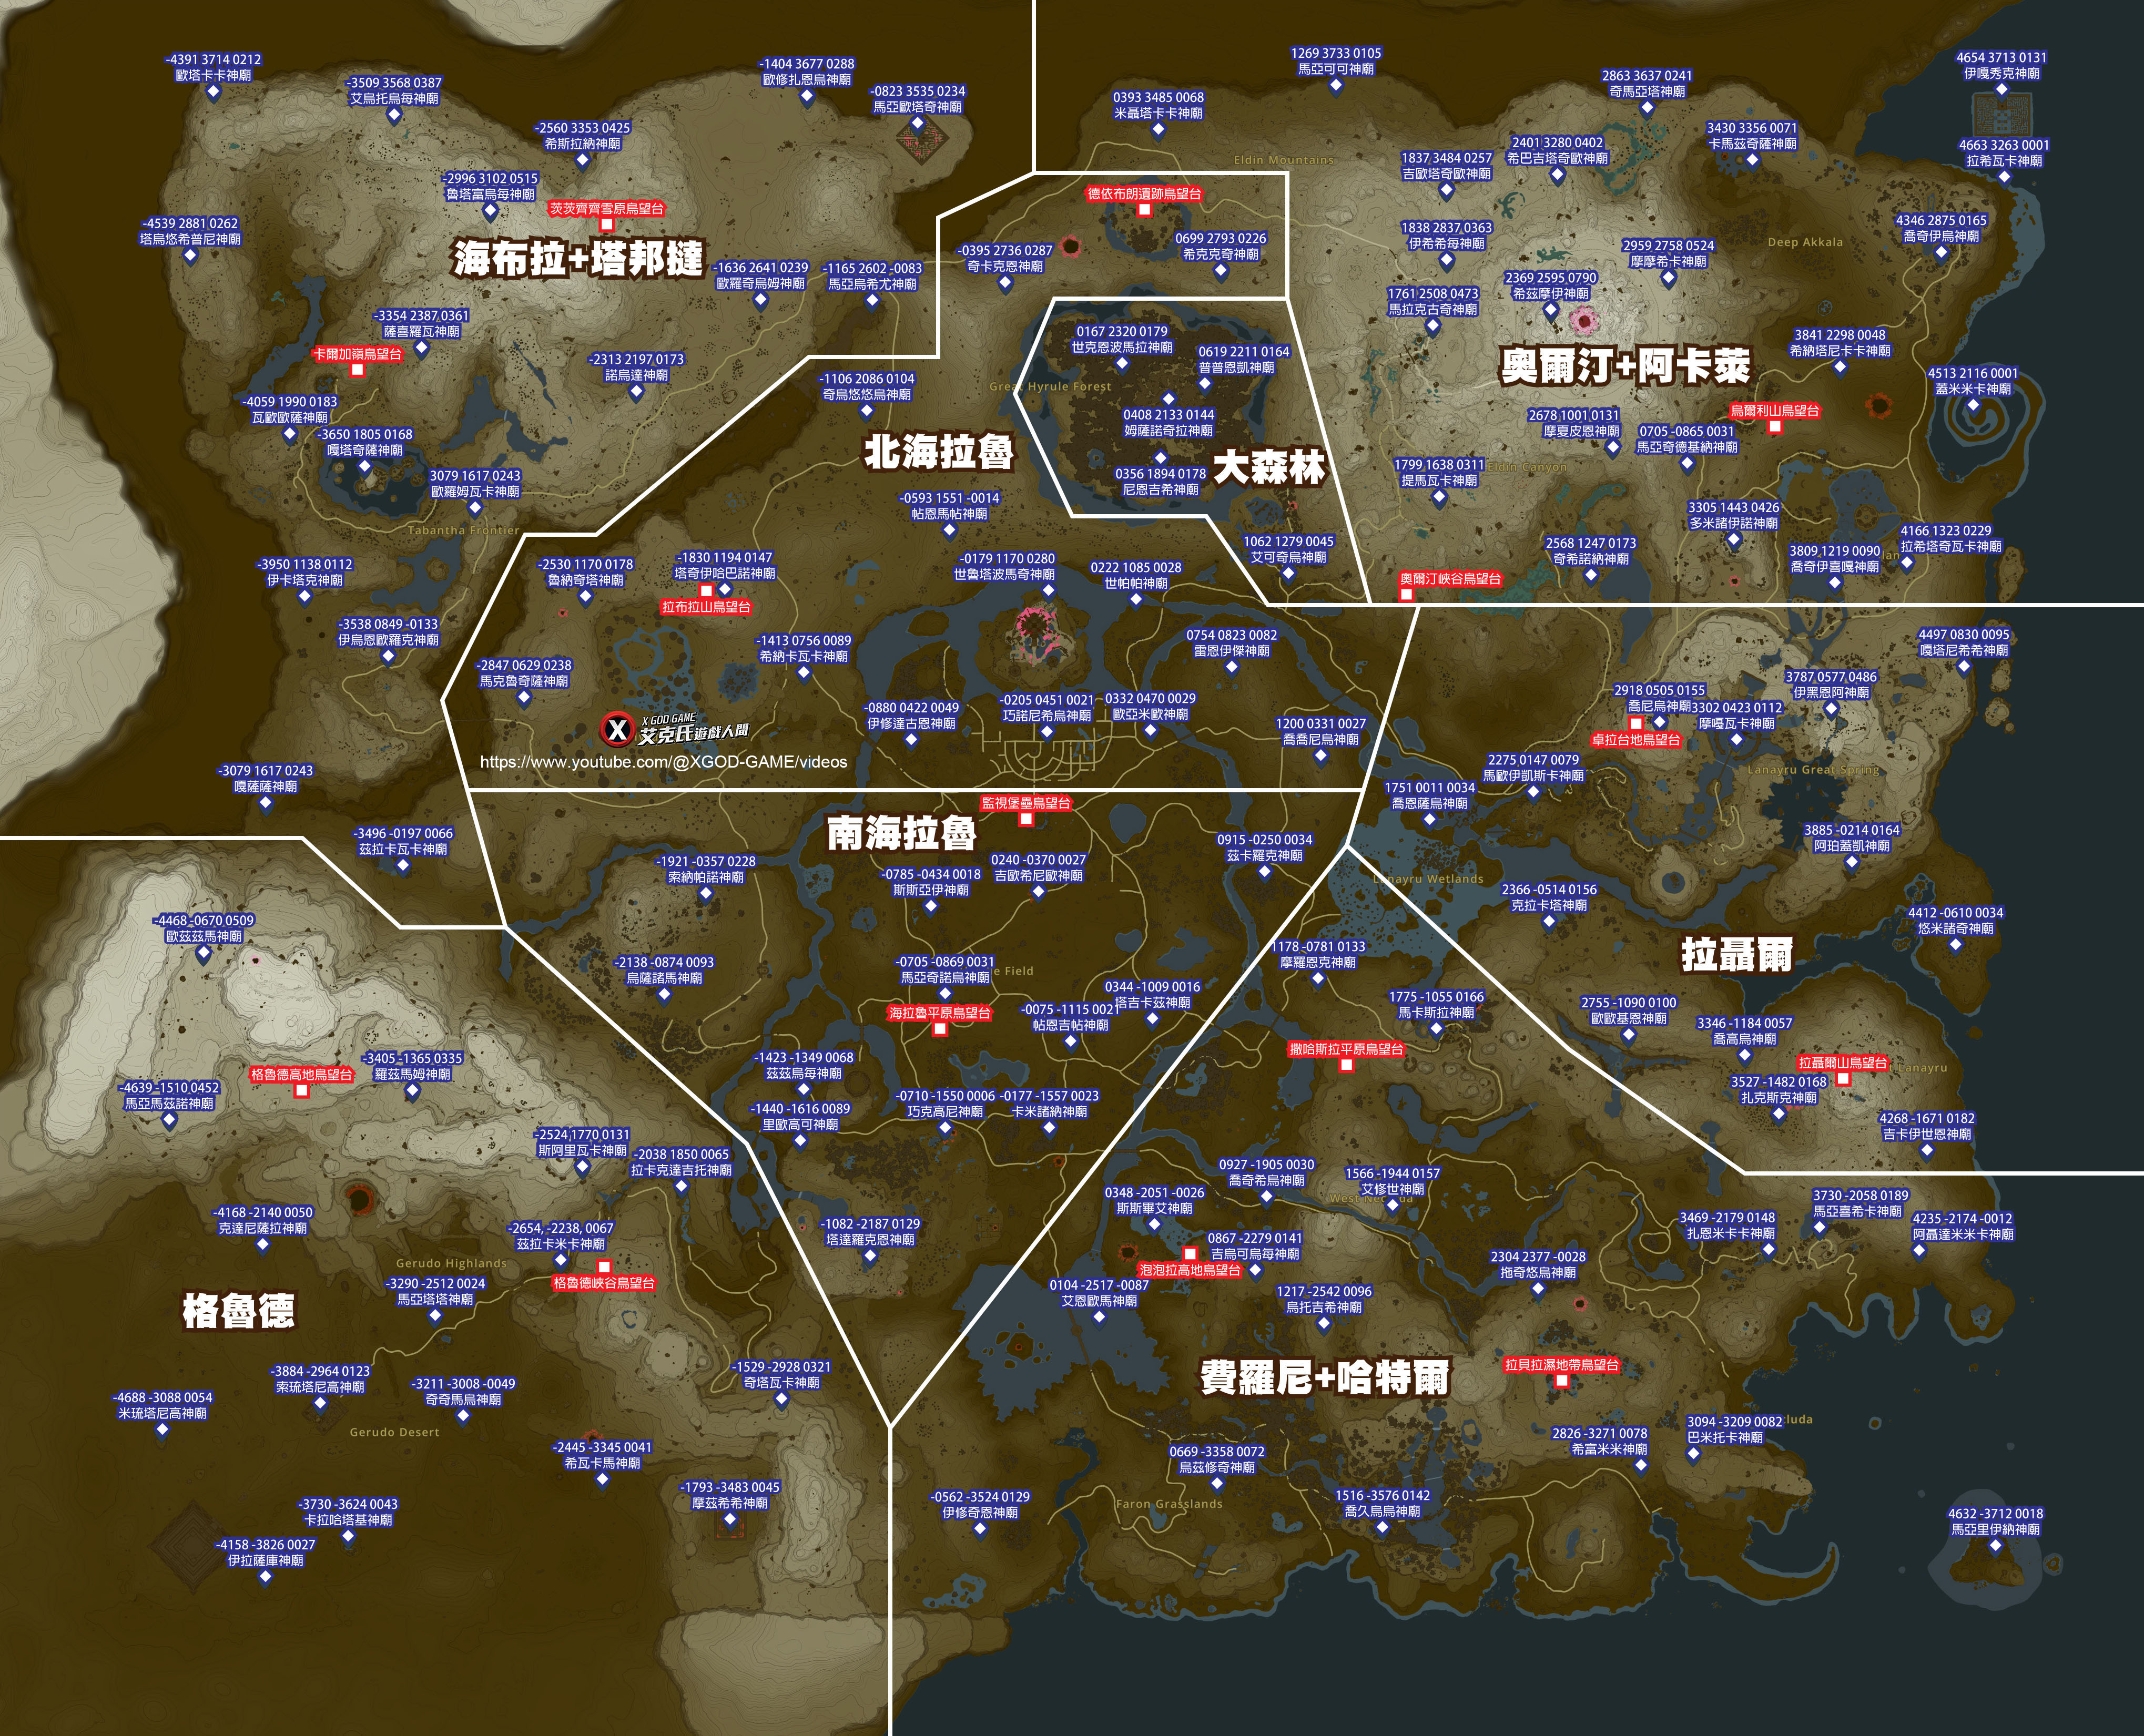 -4391 3714 0212
歐塔卡卡神廟
-3509 3568 0387
艾烏托烏每神廟
-1404 3677 0288
歐修扎恩烏神廟
-0823 3535 0234
馬亞歐塔奇神廟
-2560 3353 0425
希斯拉納神廟
-2996 3102 0515
魯塔富烏每神廟
茨茨齊齊雪原鳥望台
海布拉+塔邦撻
-4539 2881 0262
塔烏悠希普尼神廟
-1636 2641 0239
歐羅奇烏姆神廟
-1165 2602 -0083
馬亞烏希尤神廟
-3354 2387 0361
薩喜羅瓦神廟
卡爾加嶺鳥望台
-2313 2197 0173
諾烏達神廟
-4059 1990 0183
瓦歐歐薩神廟
-3650 1805 0168
嘎塔奇薩神廟
3079 1617 0243
歐羅姆瓦卡神廟
Tabantha Frontier
-3950 1138 0112
伊卡塔克神廟
-3538 0849 -0133
伊烏恩歐羅克神廟
-3079 1617 0243
嘎薩薩神廟
-3496 -0197 0066
茲拉卡瓦卡神廟
1269 3733 0105
馬亞可可神廟
0393 3485 0068
米聶塔卡卡神廟
Eldin Mountains
2863 3637 0241
奇馬亞塔神廟
4654 3713 0131
伊嘎秀克神廟
3430 3356 0071
卡馬茲奇薩神廟
4663 3263 0001
拉希瓦卡神廟
2401 3280 0402
希巴吉塔奇歐神廟
1837 3484 0257
吉歐塔奇歐神廟
4346 2875 0165
喬奇伊烏神廟
Deep Akkala
1838 2837 0363
伊希希每神廟
2959 2758 0524
摩摩希卡神廟
2369 2595 0790
希茲摩伊神廟
1761 2508 0473
馬拉克古奇神廟
奧爾汀+阿卡萊
3841 2298 0048
希納塔尼卡卡神廟
4513 2116 0001
蓋米米卡神廟
烏爾利山鳥望台
2678 1001 0131
摩夏皮恩神廟
0705 -0865 0031
馬亞奇德基納神廟
1799 1638 0311
提馬瓦卡神廟
Eldin Canyon
3305 1443 0426
多米諸伊諾神廟
2568 1247 0173
奇希諾納神廟
3809 1219 0090
喬奇伊喜嘎神廟
4166 1323 0229
拉希塔奇瓦卡神廟
奧爾汀峽谷鳥望台
德依布朗遺跡鳥望台
-0395 2736 0287
奇卡克恩神廟
0699 2793 0226
希克克奇神廟
0167 2320 0179
世克恩波馬拉神廟
0619 2211 0164
普普恩凱神廟
Great Hyrule Forest
0408 2133 0144
姆薩諾奇拉神廟
0356 1894 0178
尼恩吉希神廟
大森林
-1106 2086 0104
奇烏悠悠烏神廟
北海拉魯
-0593 1551 -0014
帖恩馬帖神廟
1062 1279 0045
艾可奇烏神廟
-2530 1170 0178
魯納奇塔神廟
-1830 1194 0147
塔奇伊哈巴諾神廟
拉布拉山鳥望台
-0179 1170 0280
世魯塔波馬奇神廟
0222 1085 0028
世帕帕神廟
-1413 0756 0089
希納卡瓦卡神廟
-2847 0629 0238
馬克魯奇薩神廟
0754 0823 0082
雷恩伊傑神廟
-0880 0422 0049
伊修達古恩神廟
-0205 0451 0021
巧諾尼希烏神廟
0332 0470 0029
歐亞米歐神廟
1200 0331 0027
喬喬尼烏神廟
X GOD GAME
艾克氏遊戲人間
https://www.youtube.com/@XGOD-GAME/videos
監視堡壘鳥望台
南海拉魯
-1921 -0357 0228
索納帕諾神廟
-0785 -0434 0018
斯斯亞伊神廟
0240 -0370 0027
吉歐希尼歐神廟
0915 -0250 0034
茲卡羅克神廟
-2138 -0874 0093
烏薩諸馬神廟
-0705 -0869 0031
馬亞奇諾烏神廟
e Field
海拉魯平原鳥望台
-0075 -1115 0021
帖恩吉帖神廟
0344 -1009 0016
塔吉卡茲神廟
-1423 -1349 0068
茲茲烏每神廟
-1440 -1616 0089
里歐高可神廟
-0710 -1550 0006
巧克高尼神廟
-0177 -1557 0023
卡米諸納神廟
-1082 -2187 0129
塔達羅克恩神廟
4497 0830 0095
嘎塔尼希希神廟
3787 0577 0486
伊黑恩阿神廟
2918 0505 0155
喬尼烏神廟
3302 0423 0112
摩嘎瓦卡神廟
卓拉台地鳥望台
2275 0147 0079
馬歐伊凱斯卡神廟
Lanayru Great Spring
1751 0011 0034
喬恩薩烏神廟
3885 -0214 0164
阿珀蓋凱神廟
Lanayru Wetlands
2366 -0514 0156
克拉卡塔神廟
4412 -0610 0034
悠米諸奇神廟
拉聶爾
2755 -1090 0100
歐歐基恩神廟
3346 -1184 0057
喬高烏神廟
拉聶爾山鳥望台
t Lanayru
3527 -1482 0168
扎克斯克神廟
4268 -1671 0182
吉卡伊世恩神廟
-4468 -0670 0509
歐茲茲馬神廟
格魯德高地鳥望台
-3405 -1365 0335
羅茲馬姆神廟
-4639 -1510 0452
馬亞馬茲諾神廟
-2524 1770 0131
斯阿里瓦卡神廟
-2038 1850 0065
拉卡克達吉托神廟
-4168 -2140 0050
克達尼薩拉神廟
-2654, -2238, 0067
茲拉卡米卡神廟
Gerudo Highlands
格魯德峽谷鳥望台
-3290 -2512 0024
馬亞塔塔神廟
格魯德
-3884 -2964 0123
索琉塔尼高神廟
-3211 -3008 -0049
奇奇馬烏神廟
-1529 -2928 0321
奇塔瓦卡神廟
-4688 -3088 0054
米琉塔尼高神廟
Gerudo Desert
-2445 -3345 0041
希瓦卡馬神廟
-1793 -3483 0045
摩茲希希神廟
-3730 -3624 0043
卡拉哈塔基神廟
-4158 -3826 0027
伊拉薩庫神廟
1178 -0781 0133
摩羅恩克神廟
1775 -1055 0166
馬卡斯拉神廟
撒哈斯拉平原鳥望台
0927 -1905 0030
喬奇希烏神廟
1566 -1944 0157
艾修世神廟
West Nec uda
0348 -2051 -0026
斯斯畢艾神廟
0867 -2279 0141
吉烏可烏每神廟
泡泡拉高地鳥望台
0104 -2517 -0087
艾恩歐馬神廟
1217 -2542 0096
烏托吉希神廟
2304 2377 -0028
拖奇悠烏神廟
3469 -2179 0148
扎恩米卡卡神廟
3730 -2058 0189
馬亞喜希卡神廟
4235 -2174 -0012
阿聶達米米卡神廟
費羅尼+哈特爾
拉貝拉濕地帶鳥望台
2826 -3271 0078
希富米米神廟
3094 -3209 0082
巴米托卡神廟
luda
0669 -3358 0072
烏茲修奇神廟
-0562 -3524 0129
伊修奇恩神廟
Faron Grasslands
1516 -3576 0142
喬久烏烏神廟
4632 -3712 0018
馬亞里伊納神廟